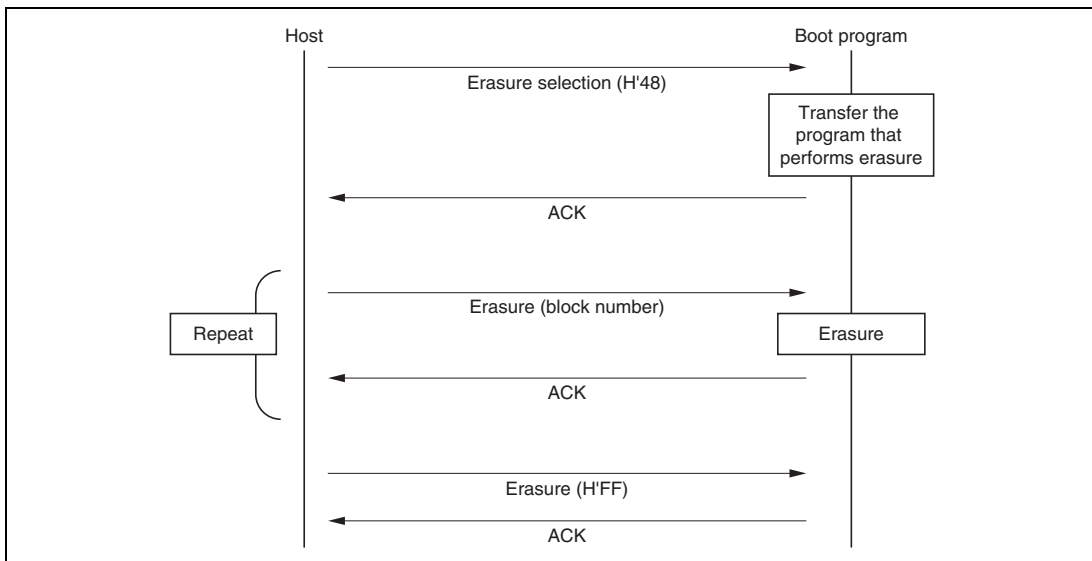 Host
Boot program
Erasure selection (H'48)
Transfer the
program that
performs erasure
ACK
Erasure (block number)
Repeat
Erasure
ACK
Erasure (H'FF)
ACK